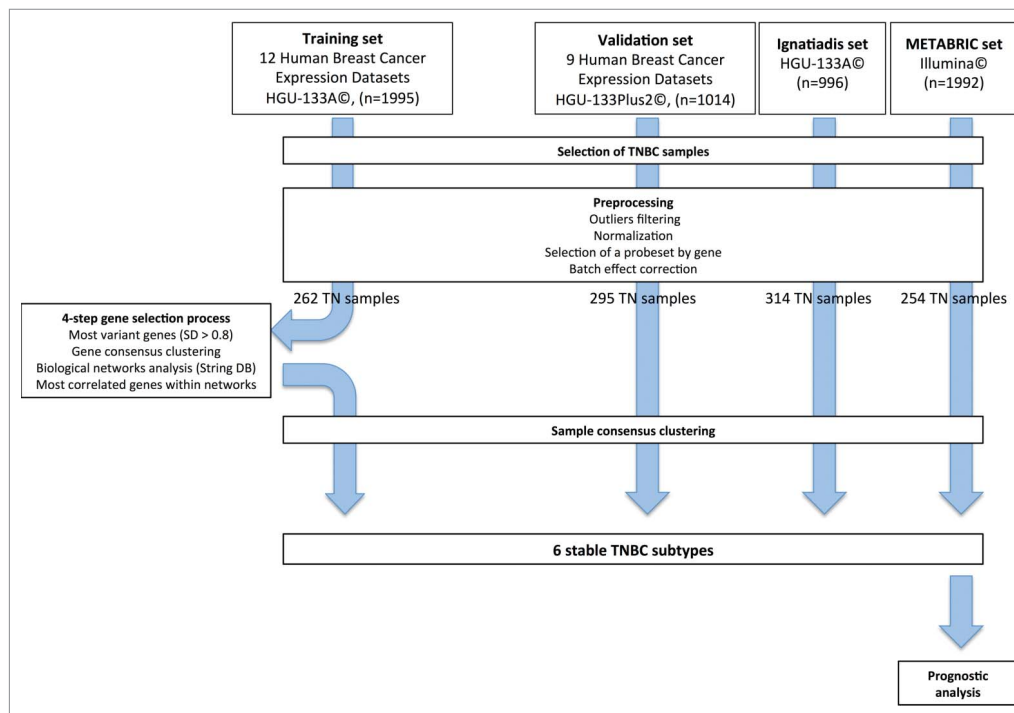 Training set
12 Human Breast Cancer
Expression Datasets
HGU-133A©, (n=1995)
Validation set
9 Human Breast Cancer
Expression Datasets
HGU-133Plus2©, (n=1014)
Ignatiadis set
HGU-133A©
(n=996)
METABRIC set
Illumina©
(n=1992)
Selection of TNBC samples
Preprocessing
Outliers filtering
Normalization
Selection of a probeset by gene
Batch effect correction
262 TN samples
295 TN samples
314 TN samples
254 TN samples
4-step gene selection process
Most variant genes (SD > 0.8)
Gene consensus clustering
Biological networks analysis (String DB)
Most correlated genes within networks
Sample consensus clustering
6 stable TNBC subtypes
Prognostic
analysis